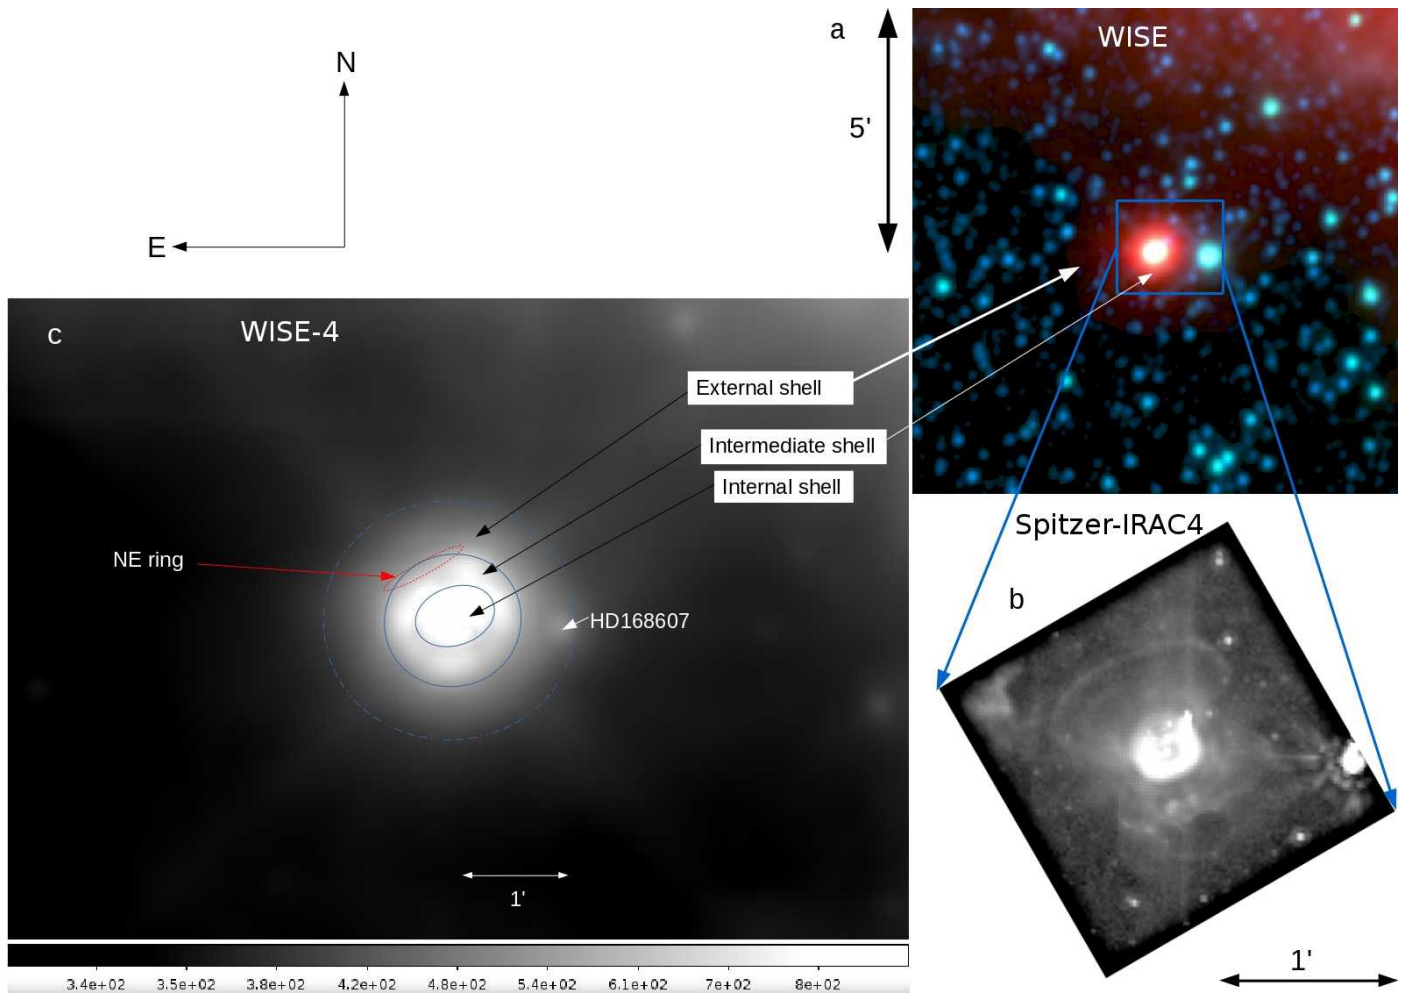 a
WISE
N
5'
E
c
WISE-4
External shell
Intermediate shell
Internal shell
NE ring
HD168607
Spitzer-IRAC4
b
1'
1'
3.4e+02 3.5e+02 3.8e+02 4.2e+02 4.8e+02 5.4e+02 6.1e+02 7e+02 8e+02